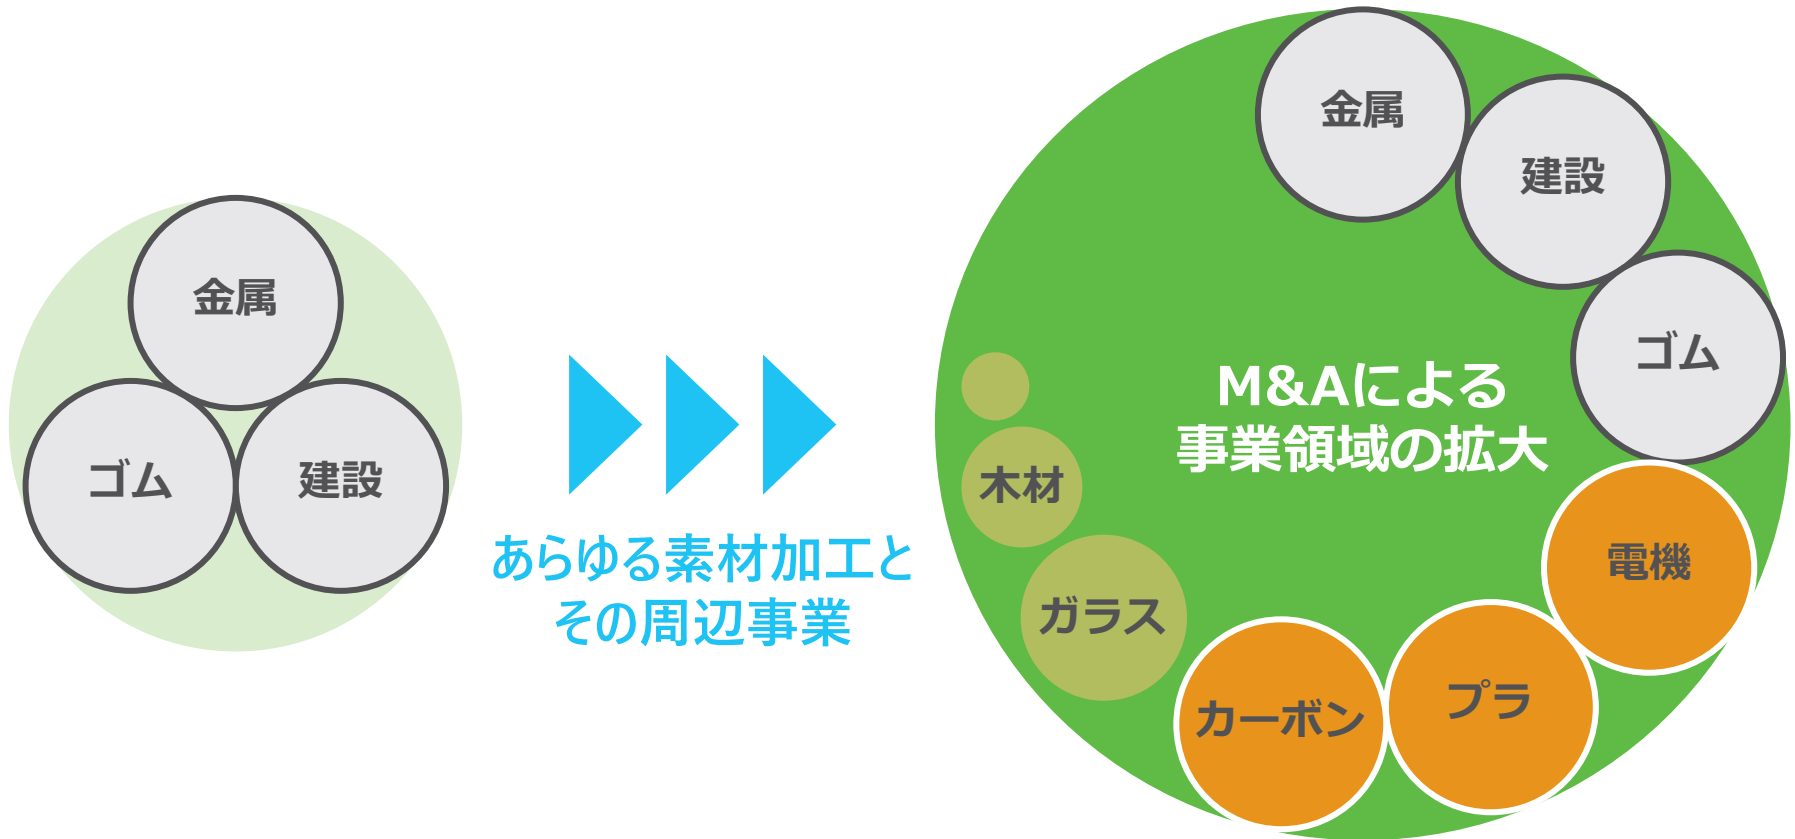 金属
ゴム
建設
あらゆる素材加工と
その周辺事業
金属
建設
ゴム
M&Aによる
事業領域の拡大
電機
プラ
カーボン
ガラス
木材